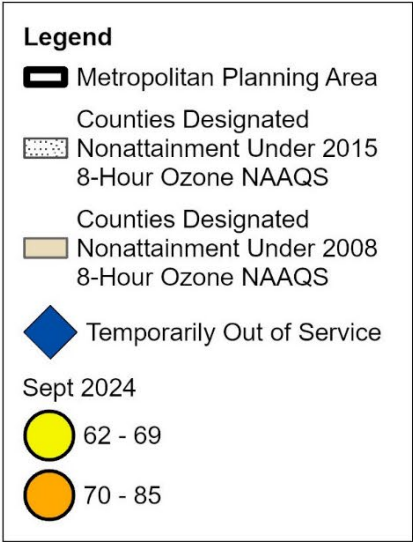 Legend
Metropolitan Planning Area
Counties Designated
Nonattainment Under 2015
8-Hour Ozone NAAQS
Counties Designated
Nonattainment Under 2008
8-Hour Ozone NAAQS
Temporarily Out of Service
Sept 2024
62 - 69
70 - 85